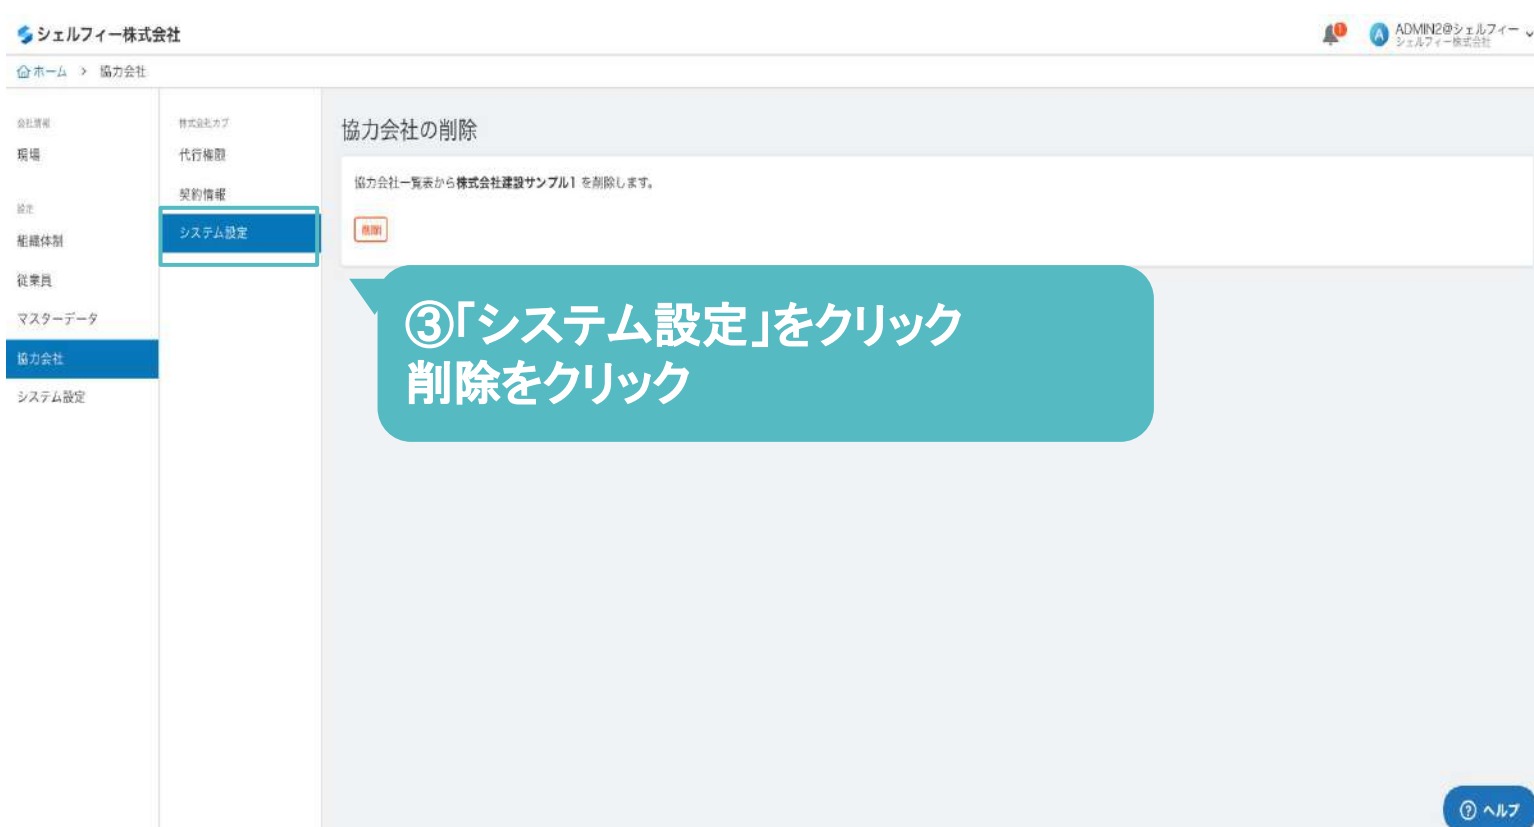 シェルフィー株式会社
1
A
ADMIN2@シェルフィー
シェルフィー株式会社
ホーム > 協力会社
会社情報
現場
設定
組織体制
従業員
マスターデータ
協力会社
システム設定
株式会社カブ
代行権限
契約情報
システム設定
協力会社の削除
協力会社一覧表から株式会社建設サンプル1 を削除します。
削除
③「システム設定」をクリック
削除をクリック
? ヘルプ